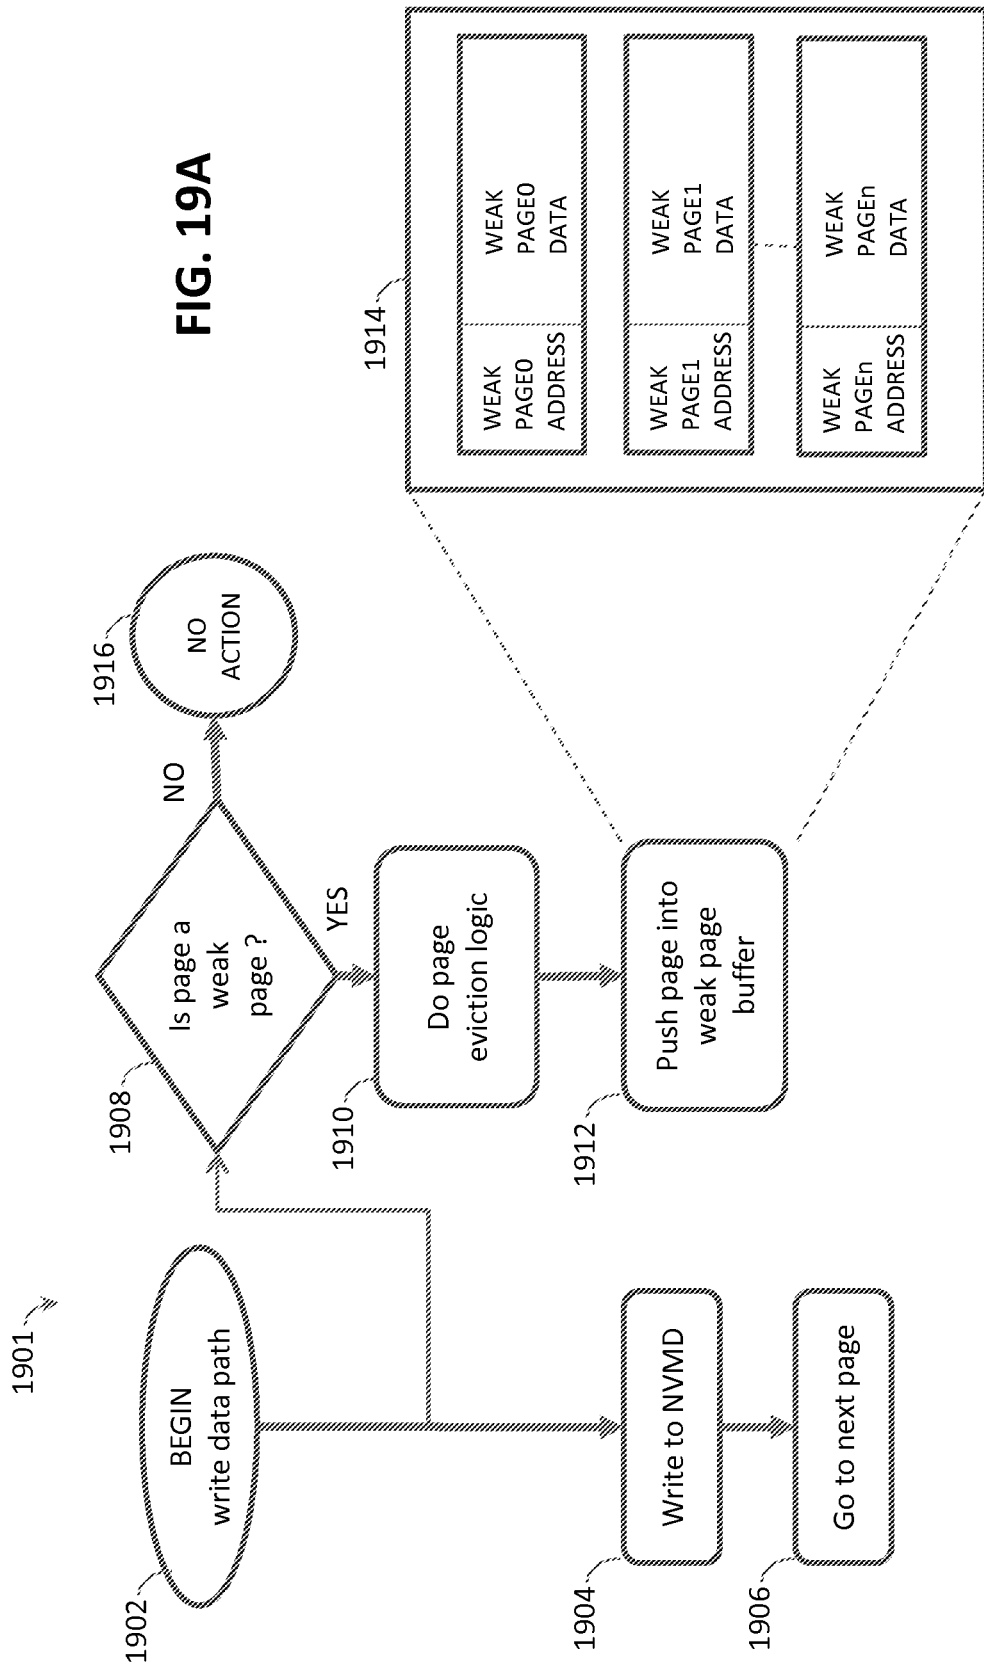 FIG. 19A
1901
1902
BEGIN
write data path
1904
Write to NVMD
1906
Go to next page
1908
Is page a
weak
page ?
NO
1916
NO
ACTION
YES
1910
Do page
eviction logic
1912
Push page into
weak page
buffer
1914
WEAK
PAGE0
ADDRESS
WEAK
PAGE0
DATA
WEAK
PAGE1
ADDRESS
WEAK
PAGE1
DATA
WEAK
PAGEn
ADDRESS
WEAK
PAGEn
DATA